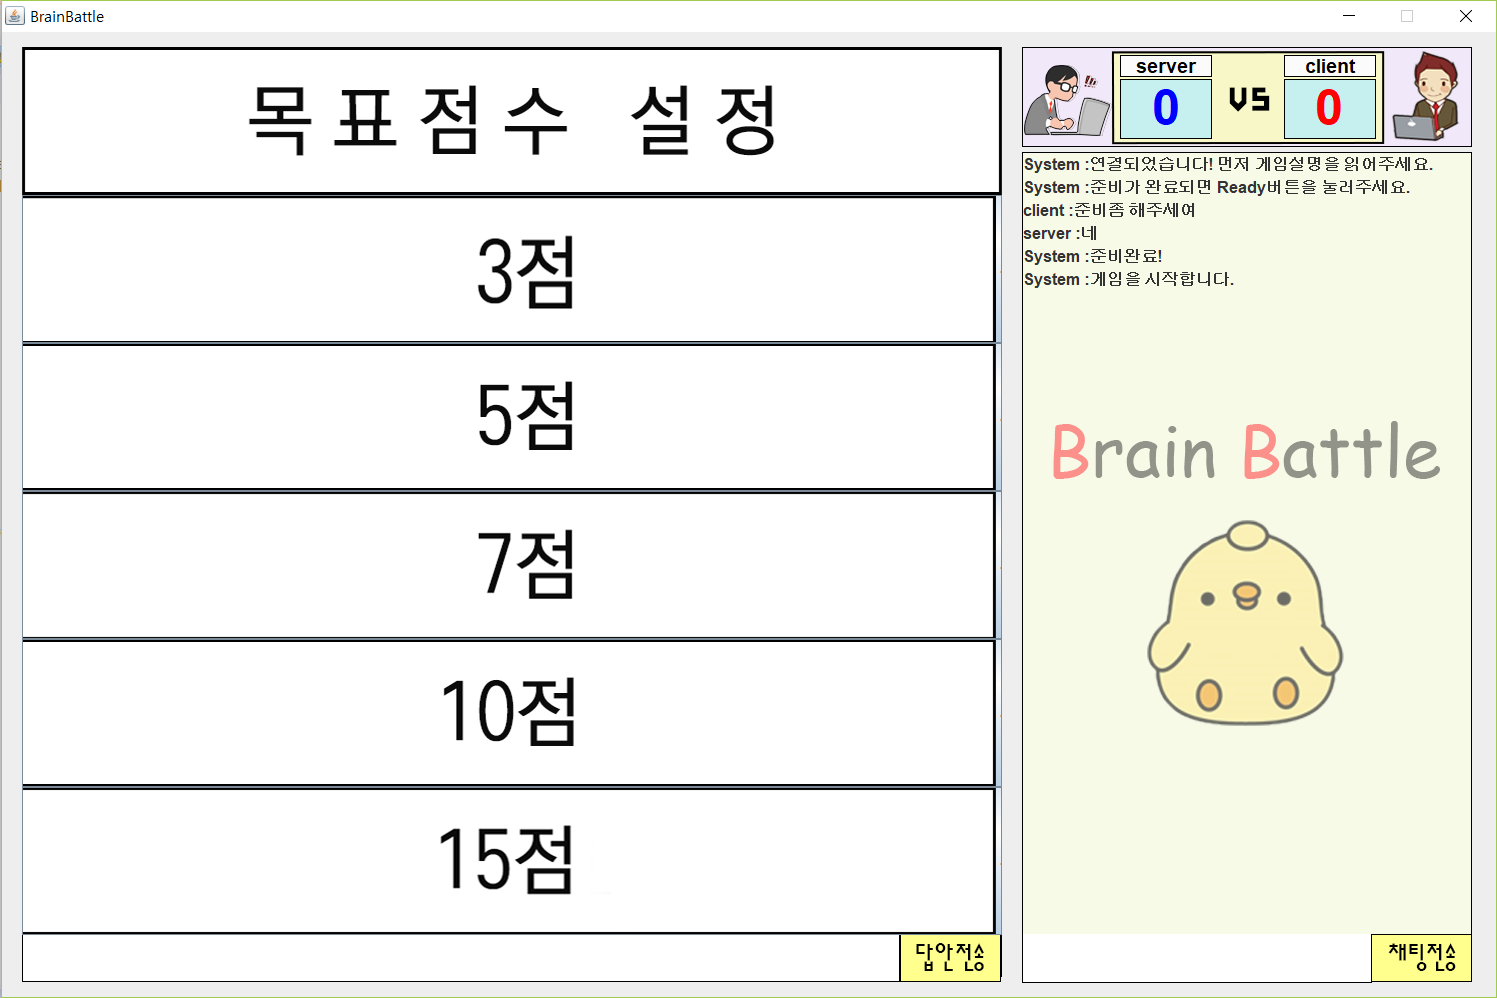 BrainBattle
목표점수 설정
3점
5점
7점
10점
15점
답안전송
server
0
VS
client
0
!!!
System :연결되었습니다! 먼저 게임설명을 읽어주세요.
System :준비가 완료되면 Ready버튼을 눌러주세요.
client :준비좀 해주세여
server :네
System :준비완료!
System :게임을 시작합니다.
Brain Battle
채팅전송